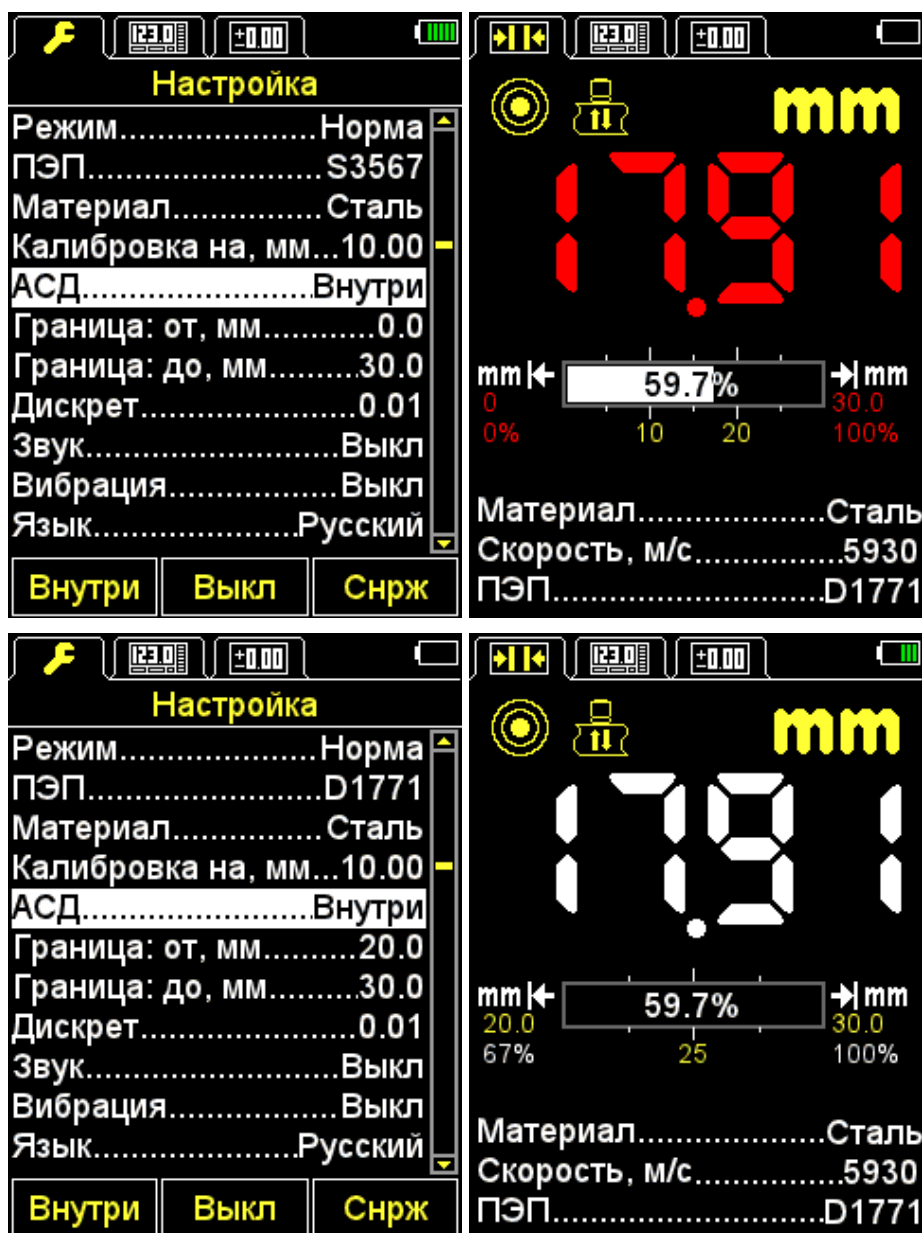 123.0 ±0.00
Настройка
Режим....................Норма
ПЭП.......................S3567
Материал...............Сталь
Калибровка на, мм...10.00
АСД.......................Внутри
Граница: от, мм............0.0
Граница: до, мм..........30.0
Дискрет....................0.01
Звук........................Выкл
Вибрация................Выкл
Язык....................Русский
Внутри Выкл Снрж
123.0 ±0.00
mm
17.91
mm 59.7% mm
0 30.0
0% 10 20 100%
Материал..................Сталь
Скорость, м/с..............5930
ПЭП..........................D1771
123.0 ±0.00
Настройка
Режим....................Норма
ПЭП.......................D1771
Материал...............Сталь
Калибровка на, мм...10.00
АСД.......................Внутри
Граница: от, мм..........20.0
Граница: до, мм..........30.0
Дискрет....................0.01
Звук........................Выкл
Вибрация................Выкл
Язык....................Русский
Внутри Выкл Снрж
123.0 ±0.00
mm
17.91
mm 59.7% mm
20.0 30.0
67% 25 100%
Материал..................Сталь
Скорость, м/с..............5930
ПЭП..........................D1771